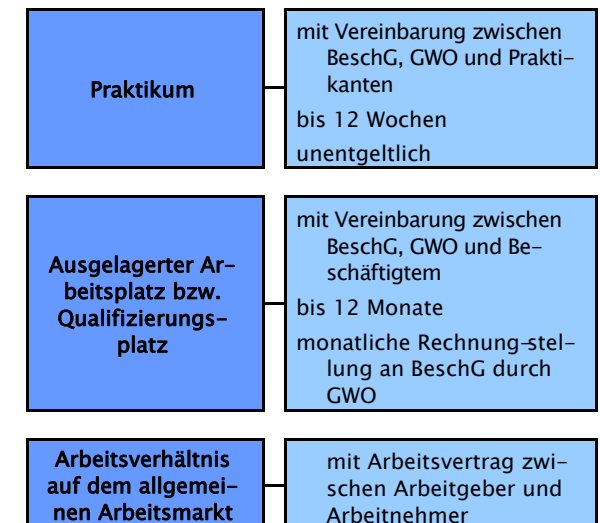 Praktikum
mit Vereinbarung zwischen
BeschG, GWO und Prakti-
kanten
bis 12 Wochen
unentgeltlich
Ausgelagerter Ar-
beitsplatz bzw.
Qualifizierungs-
platz
mit Vereinbarung zwischen
BeschG, GWO und Be-
schäftigtem
bis 12 Monate
monatliche Rechnung-stel-
lung an BeschG durch
GWO
Arbeitsverhältnis
auf dem allgemei-
nen Arbeitsmarkt
mit Arbeitsvertrag zwi-
schen Arbeitgeber und
Arbeitnehmer